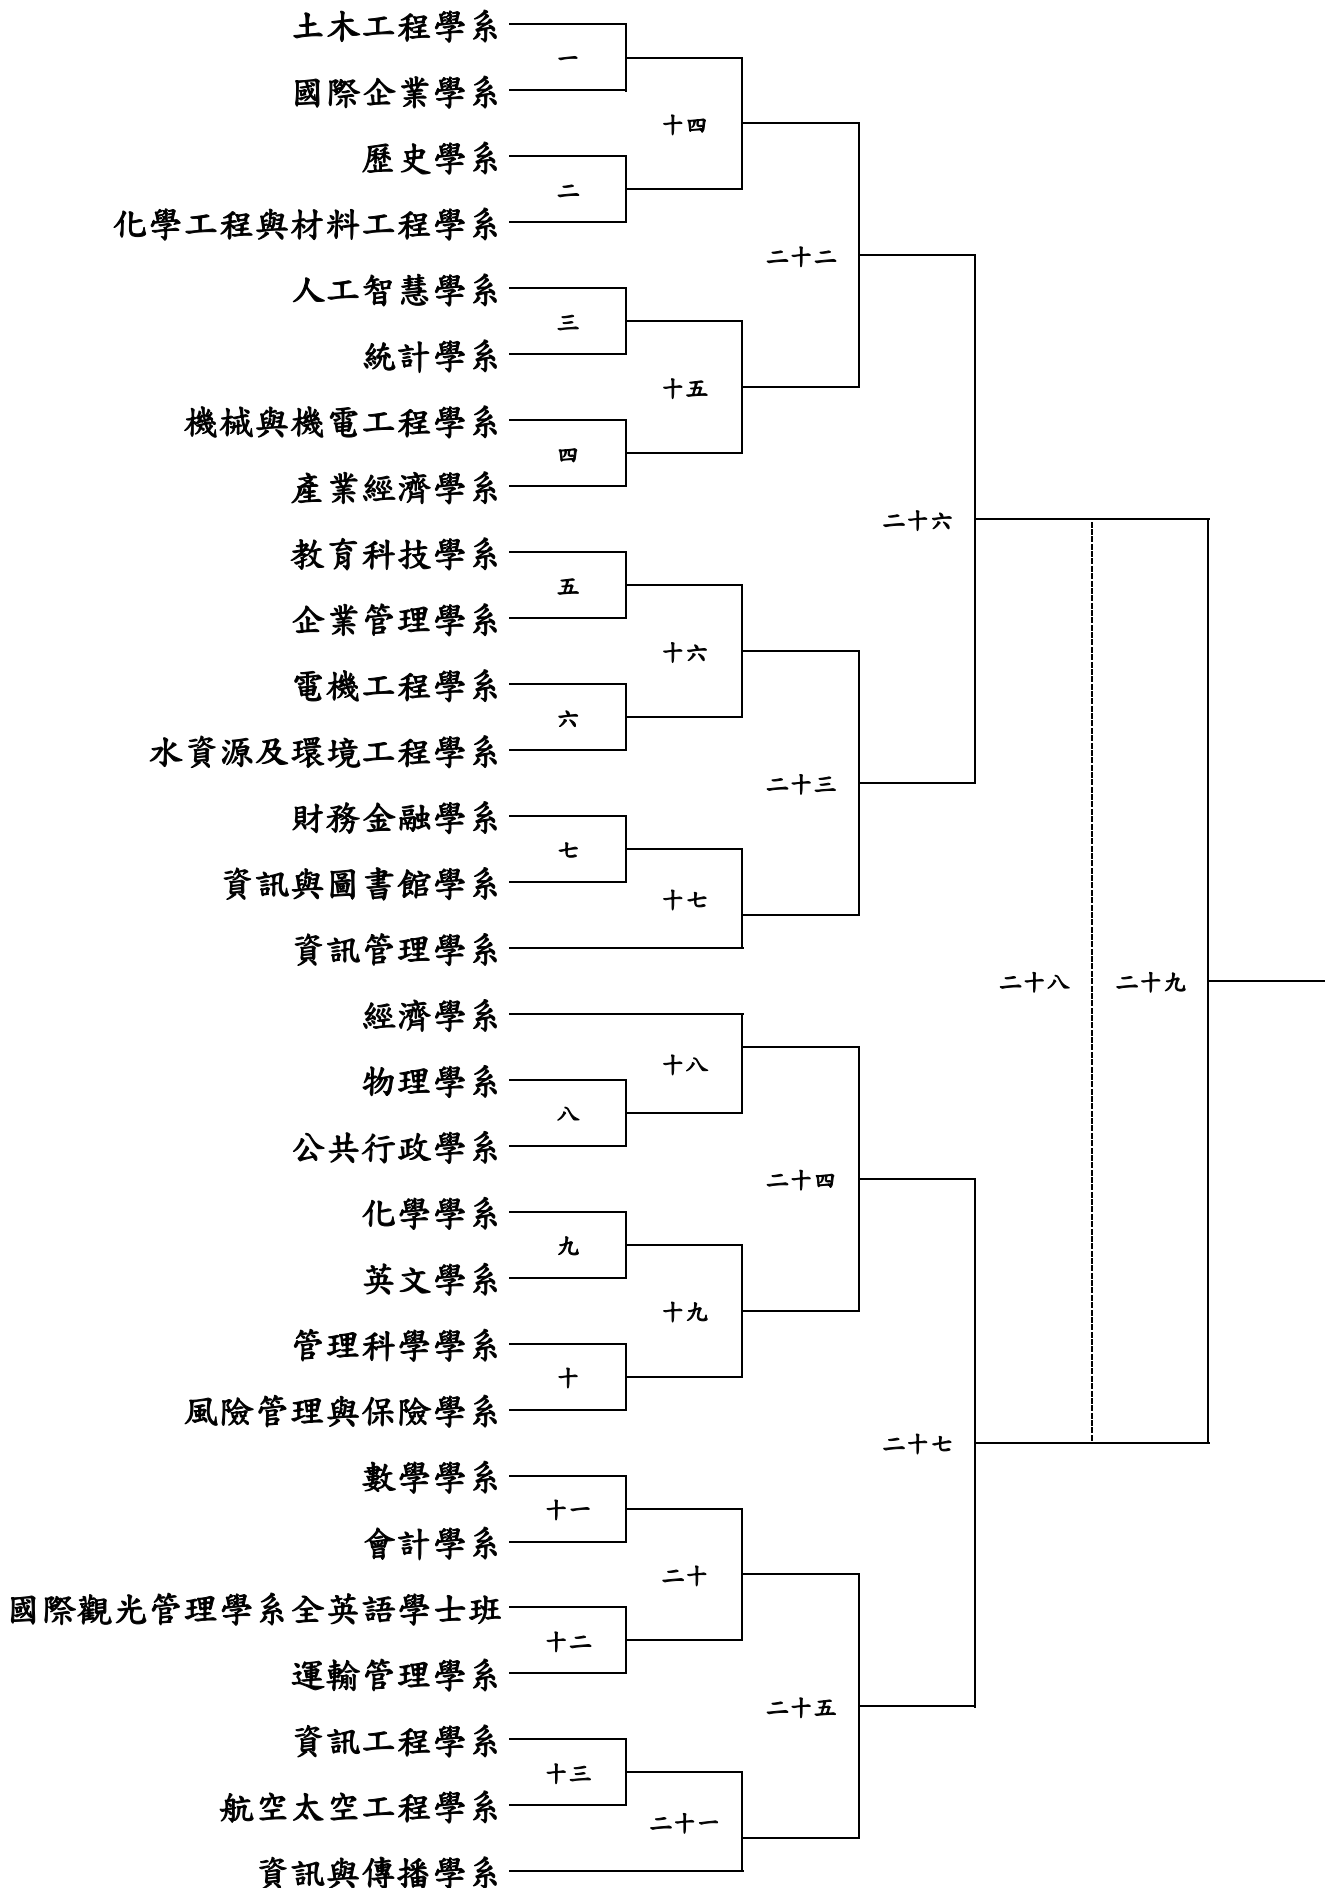 土木工程學系
一
國際企業學系
十四
歷史學系
二
化學工程與材料工程學系
二十二
人工智慧學系
三
統計學系
十五
機械與機電工程學系
四
產業經濟學系
二十六
教育科技學系
五
企業管理學系
十六
電機工程學系
六
水資源及環境工程學系
二十三
財務金融學系
七
資訊與圖書館學系
十七
資訊管理學系
二十八
二十九
經濟學系
十八
物理學系
八
公共行政學系
二十四
化學學系
九
英文學系
十九
管理科學學系
十
風險管理與保險學系
二十七
數學學系
十一
會計學系
二十
國際觀光管理學系全英語學士班
十二
運輸管理學系
二十五
資訊工程學系
十三
航空太空工程學系
二十一
資訊與傳播學系